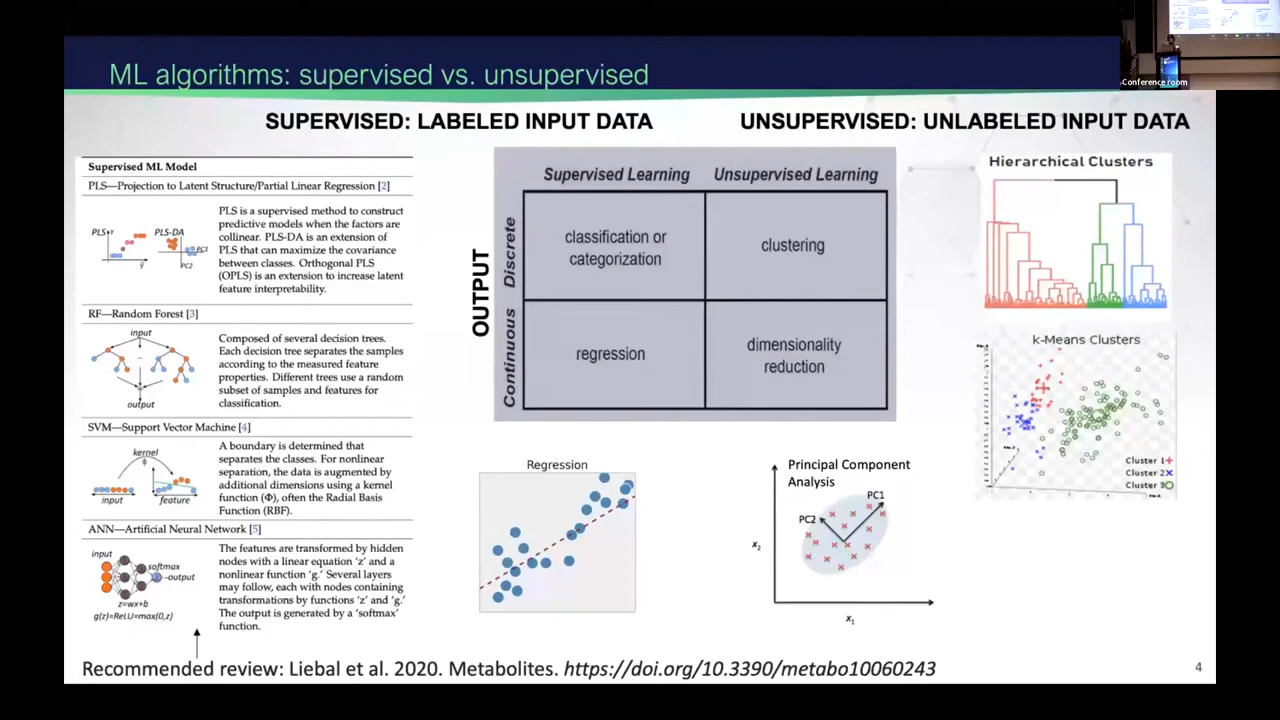 ML algorithms: supervised vs. unsupervised
Conference room
SUPERVISED: LABELED INPUT DATA
UNSUPERVISED: UNLABELED INPUT DATA
Supervised ML Model
PLS—Projection to Latent Structure/Partial Linear Regression [2]
PLS
Y
Ŷ
PLS-DA
PC1
PC2
PLS is a supervised method to construct
predictive models when the factors are
collinear. PLS-DA is an extension of
PLS that can maximize the covariance
between classes. Orthogonal PLS
(OPLS) is an extension to increase latent
feature interpretability.
RF—Random Forest [3]
input
output
Composed of several decision trees.
Each decision tree separates the samples
according to the measured feature
properties. Different trees use a random
subset of samples and features for
classification.
SVM—Support Vector Machine [4]
kernel
Φ
input
feature
A boundary is determined that
separates the classes. For nonlinear
separation, the data is augmented by
additional dimensions using a kernel
function (Φ), often the Radial Basis
Function (RBF).
ANN—Artificial Neural Network [5]
input
softmax
output
z=wx+b
g(z)=ReLU=max(0,z)
The features are transformed by hidden
nodes with a linear equation 'z' and a
nonlinear function 'g.' Several layers
may follow, each with nodes containing
transformations by functions 'z' and 'g.'
The output is generated by a 'softmax'
function.
OUTPUT
Supervised Learning
Unsupervised Learning
Discrete
classification or
categorization
clustering
Continuous
regression
dimensionality
reduction
Regression
Principal Component
Analysis
PC1
PC2
x2
x1
Hierarchical Clusters
k-Means Clusters
Cluster 1
Cluster 2
Cluster 3
Recommended review: Liebal et al. 2020. Metabolites. https://doi.org/10.3390/metabo10060243
4